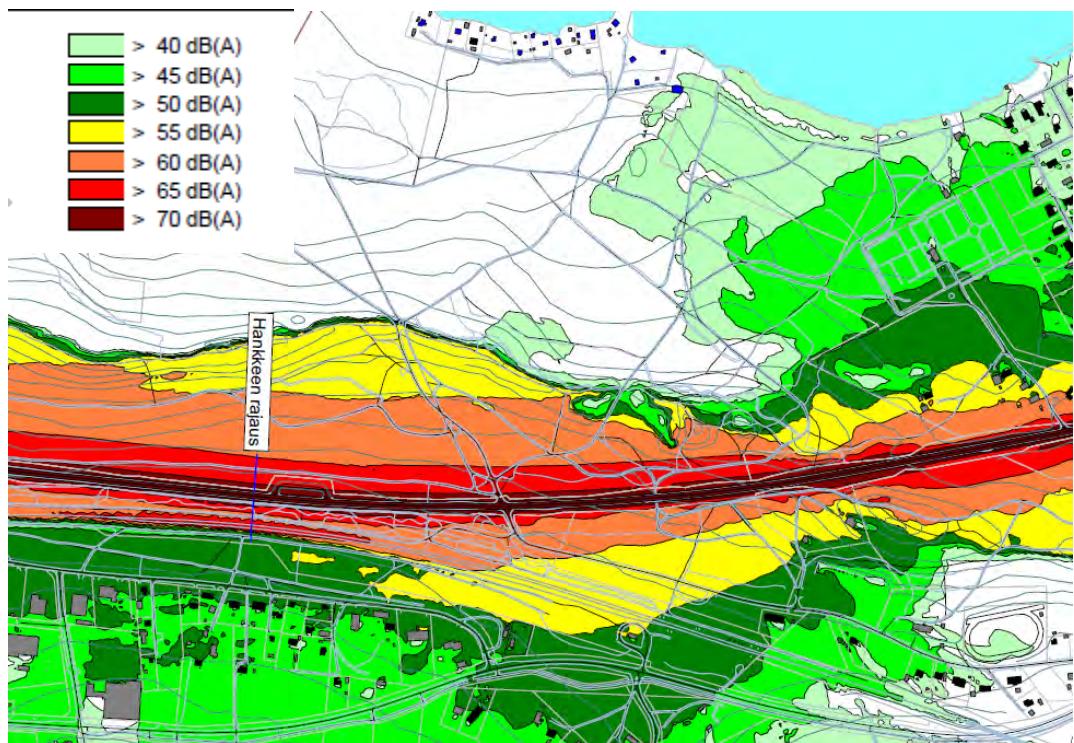 > 40 dB(A)
> 45 dB(A)
> 50 dB(A)
> 55 dB(A)
> 60 dB(A)
> 65 dB(A)
> 70 dB(A)
Hankkeen rajaus